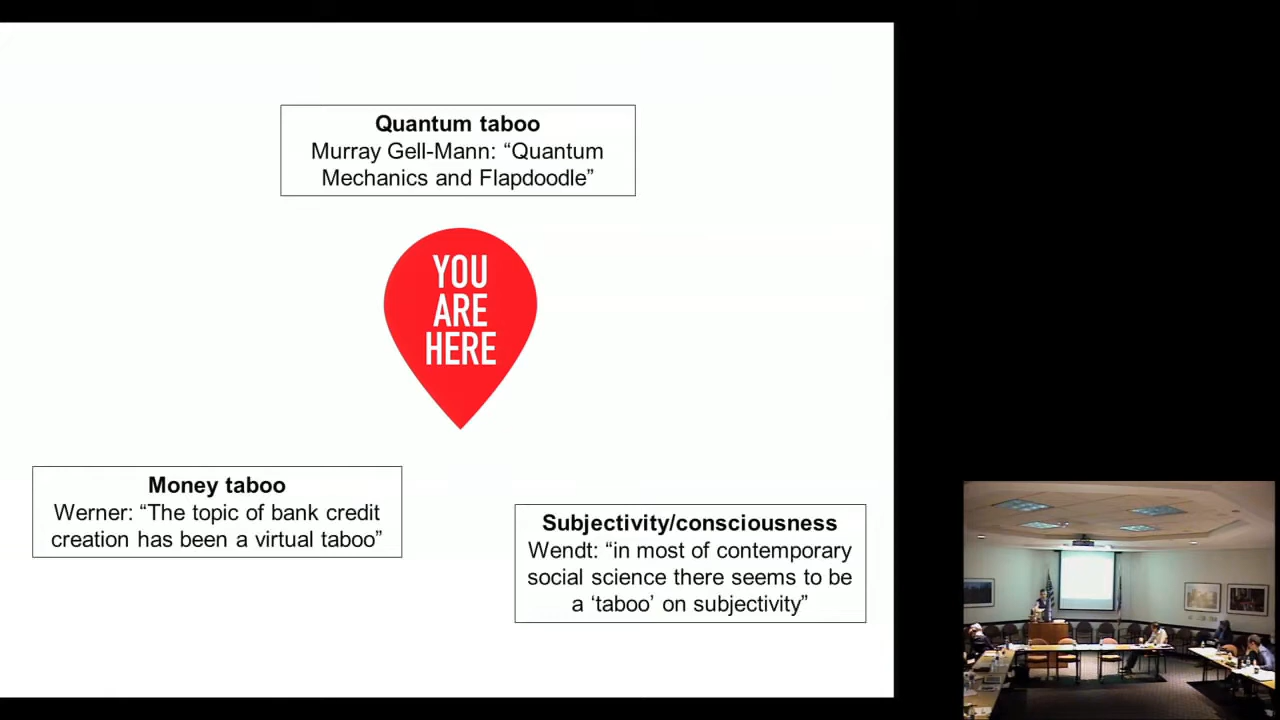 Quantum taboo
Murray Gell-Mann: “Quantum
Mechanics and Flapdoodle”
YOU
ARE
HERE
Money taboo
Werner: “The topic of bank credit
creation has been a virtual taboo”
Subjectivity/consciousness
Wendt: “in most of contemporary
social science there seems to be
a ‘taboo’ on subjectivity”